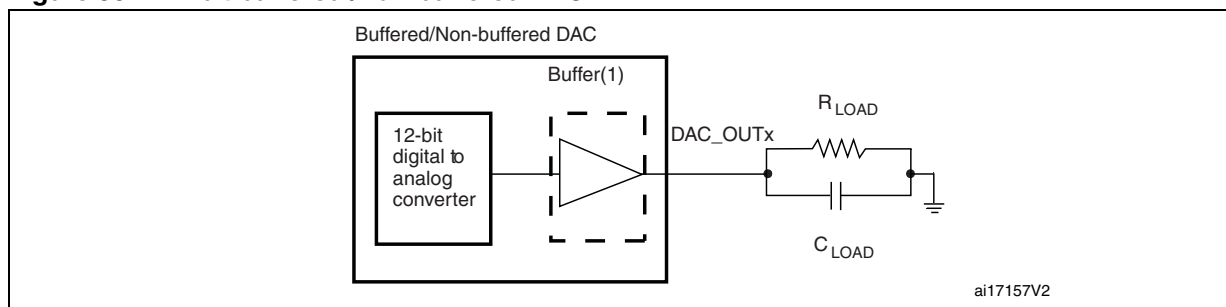 Buffered/Non-buffered DAC
Buffer(1)
12-bit
digital to
analog
converter
DAC_OUTx
R LOAD
C LOAD
ai17157V2